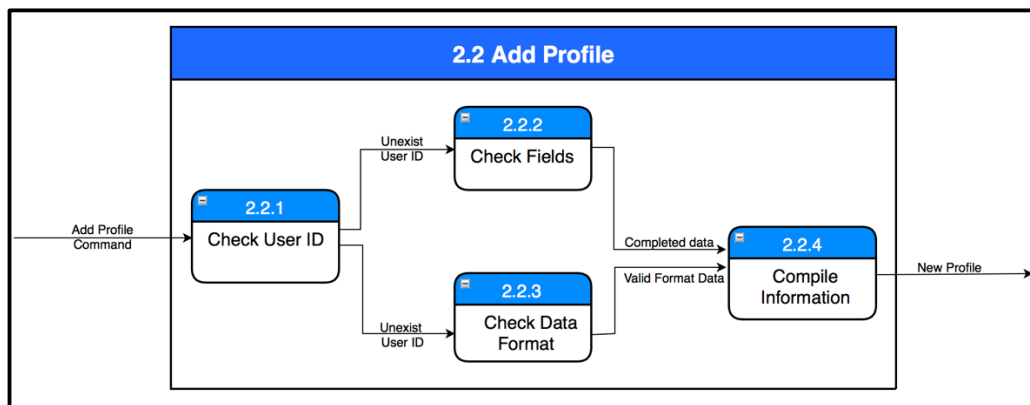 2.2 Add Profile
Add Profile
Command
2.2.1
Check User ID
Unexist
User ID
2.2.2
Check Fields
Unexist
User ID
2.2.3
Check Data
Format
Completed data
Valid Format Data
2.2.4
Compile
Information
New Profile